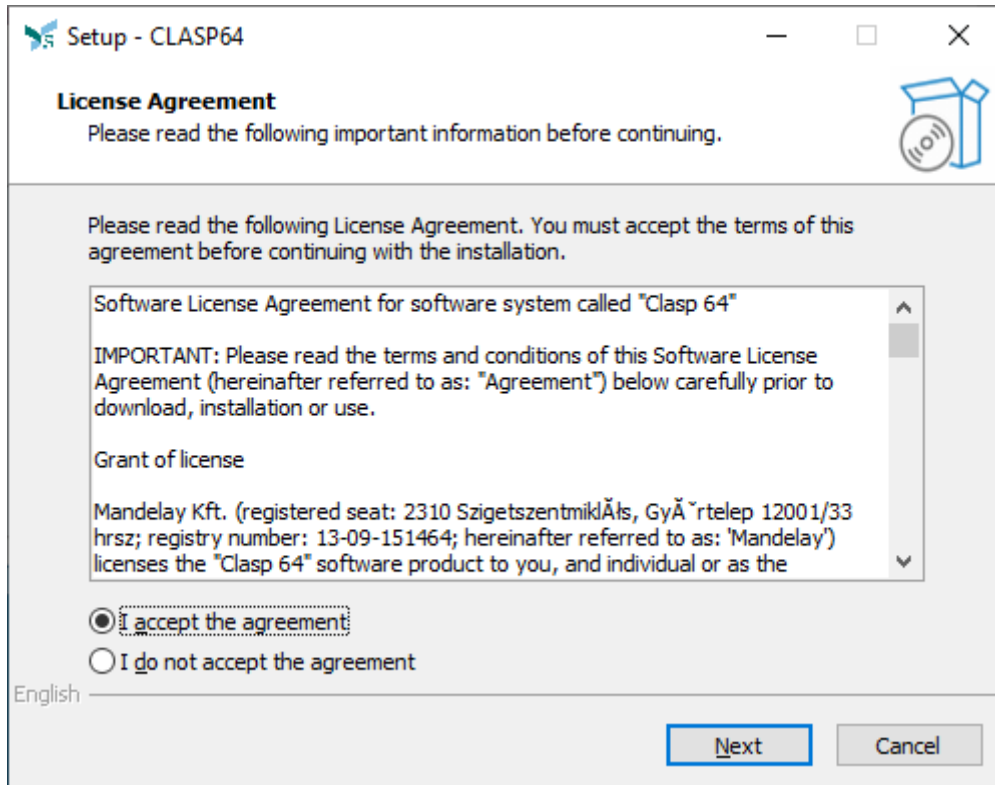 Setup - CLASP64
License Agreement
Please read the following important information before continuing.
Please read the following License Agreement. You must accept the terms of this
agreement before continuing with the installation.
Software License Agreement for software system called "Clasp 64"
IMPORTANT: Please read the terms and conditions of this Software License
Agreement (hereinafter referred to as: "Agreement") below carefully prior to
download, installation or use.
Grant of license
Mandelay Kft. (registered seat: 2310 SzigetszentmiklĂłs, GyĂˇrtelep 12001/33
hrsz; registry number: 13-09-151464; hereinafter referred to as: 'Mandelay')
licenses the "Clasp 64" software product to you, and individual or as the
I accept the agreement
I do not accept the agreement
English
Next
Cancel